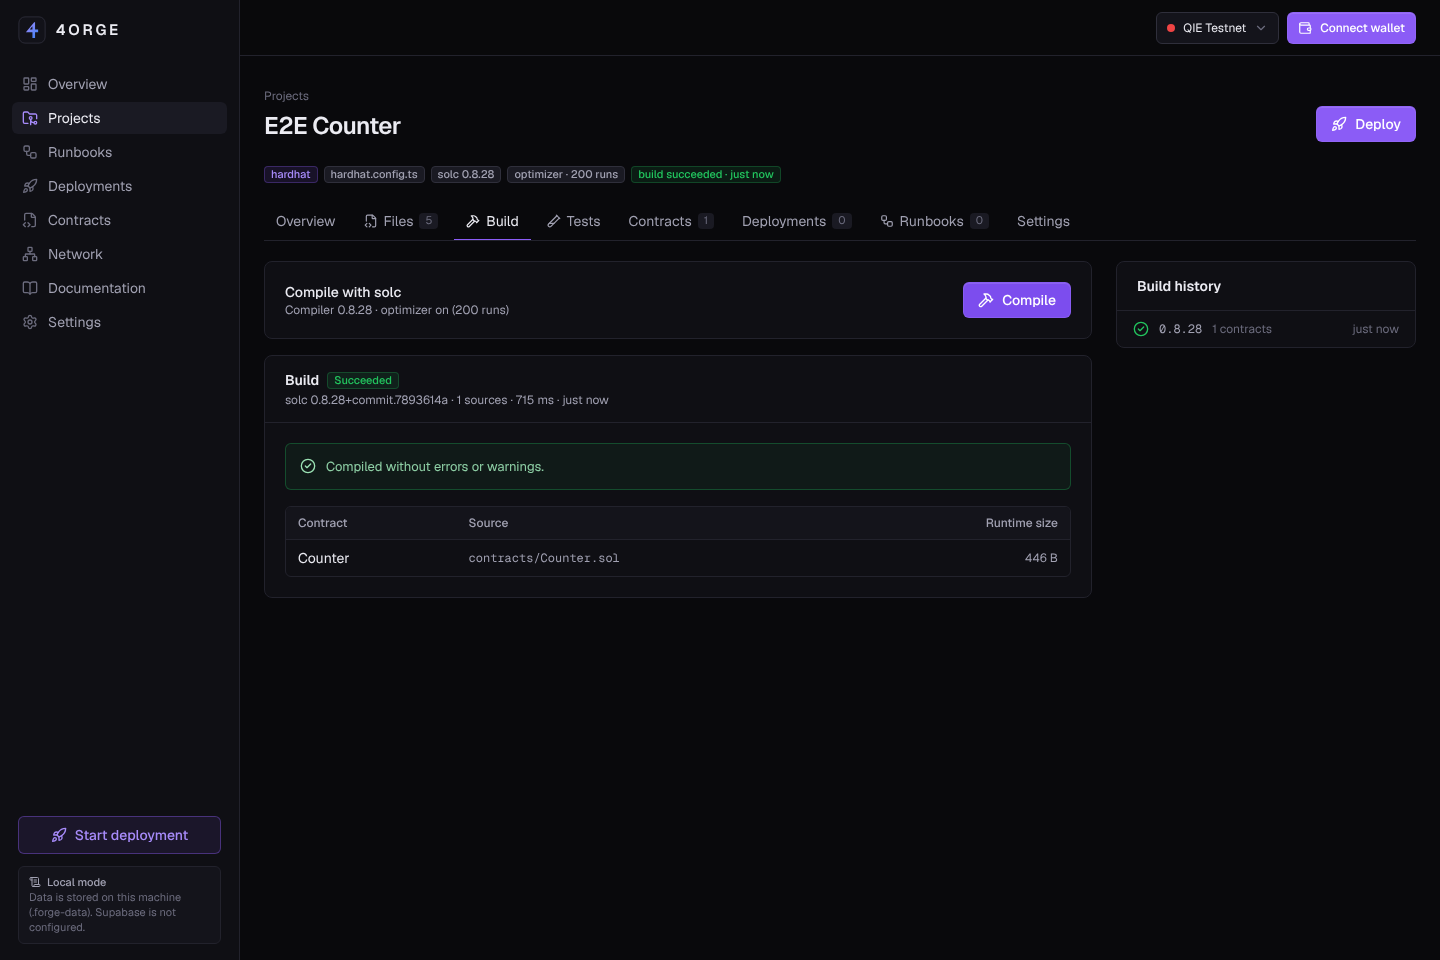 4ORGE
QIE Testnet
Connect wallet
Overview
Projects
Runbooks
Deployments
Contracts
Network
Documentation
Settings
Projects
E2E Counter
Deploy
hardhat hardhat.config.ts solc 0.8.28 optimizer · 200 runs build succeeded · just now
Overview Files 5 Build Tests Contracts 1 Deployments 0 Runbooks 0 Settings
Compile with solc
Compiler 0.8.28 · optimizer on (200 runs)
Compile
Build Succeeded
solc 0.8.28+commit.7893614a · 1 sources · 715 ms · just now
Compiled without errors or warnings.
Contract Source Runtime size
Counter contracts/Counter.sol 446 B
Build history
0.8.28 1 contracts just now
Start deployment
Local mode
Data is stored on this machine
(.forge-data). Supabase is not
configured.